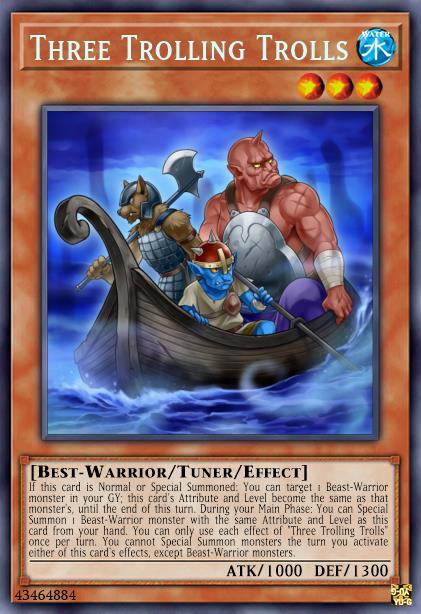 Three Trolling Trolls
WATER
水
[Best-Warrior/Tuner/Effect]
If this card is Normal or Special Summoned: You can target 1 Beast-Warrior
monster in your GY; this card's Attribute and Level become the same as that
monster's, until the end of this turn. During your Main Phase: You can Special
Summon 1 Beast-Warrior monster with the same Attribute and Level as this
card from your hand. You can only use each effect of "Three Trolling Trolls"
once per turn. You cannot Special Summon monsters the turn you activate
either of this card's effects, except Beast-Warrior monsters.
ATK/1000 DEF/1300
43464884